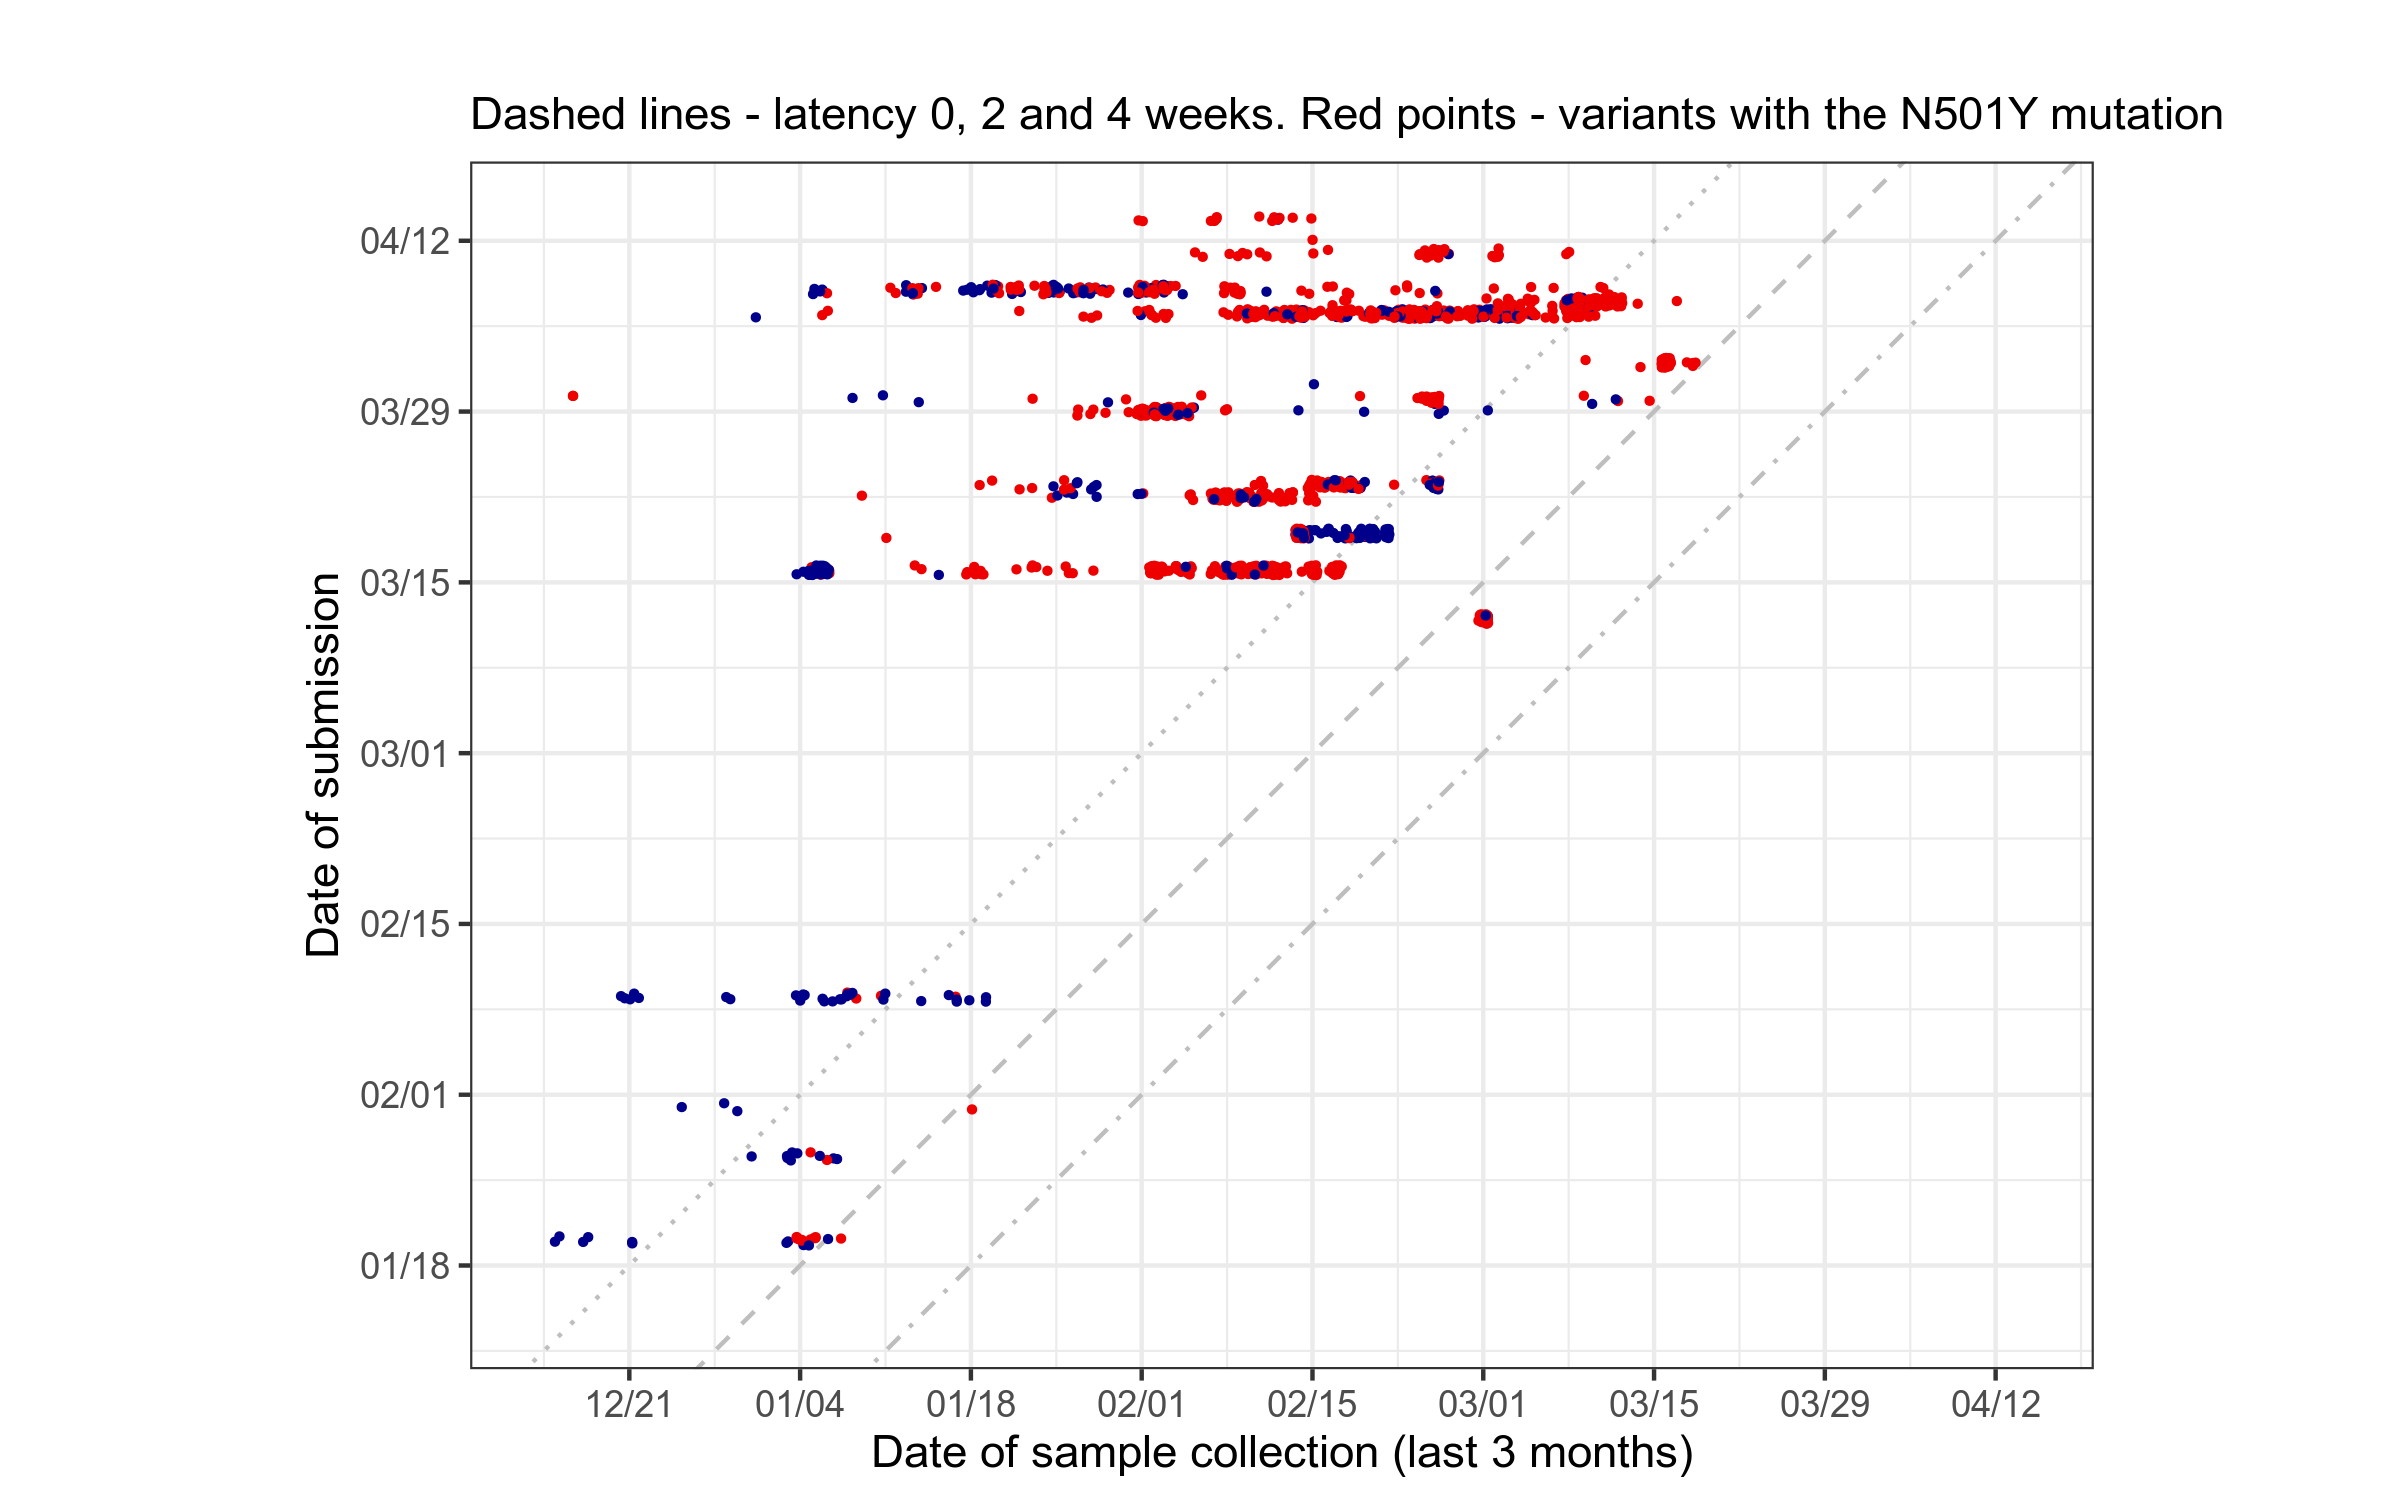 Dashed lines - latency 0, 2 and 4 weeks. Red points - variants with the N501Y mutation
04/12
03/29
03/15
03/01
02/15
02/01
01/18
Date of submission
12/21 01/04 01/18 02/01 02/15 03/01 03/15 03/29 04/12
Date of sample collection (last 3 months)